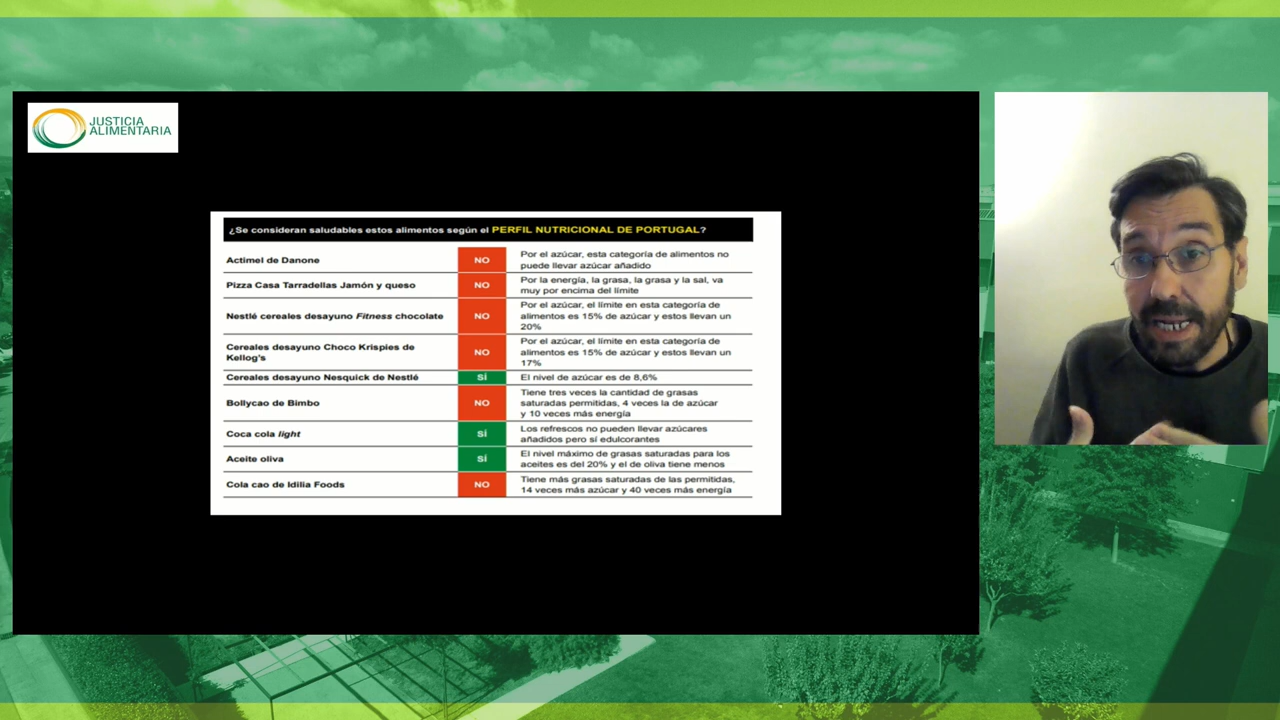 JUSTICIA
ALIMENTARIA
¿Se consideran saludables estos alimentos según el PERFIL NUTRICIONAL DE PORTUGAL?
Actimel de Danone
NO
Por el azúcar, esta categoría de alimentos no
puede llevar azúcar añadido
Pizza Casa Tarradellas Jamón y queso
NO
Por la energía, la grasa, la grasa y la sal, va
muy por encima del límite
Nestlé cereales desayuno Fitness chocolate
NO
Por el azúcar, el límite en esta categoría de
alimentos es 15% de azúcar y estos llevan un
20%
Cereales desayuno Choco Krispies de
Kellog's
NO
Por el azúcar, el límite en esta categoría de
alimentos es 15% de azúcar y estos llevan un
17%
Cereales desayuno Nesquick de Nestlé
SÍ
El nivel de azúcar es de 8,6%
Bollycao de Bimbo
NO
Tiene tres veces la cantidad de grasas
saturadas permitidas, 4 veces la de azúcar
y 10 veces más energía
Coca cola light
SÍ
Los refrescos no pueden llevar azúcares
añadidos pero sí edulcorantes
Aceite oliva
SÍ
El nivel máximo de grasas saturadas para los
aceites es del 20% y el de oliva tiene menos
Cola cao de Idilia Foods
NO
Tiene más grasas saturadas de las permitidas,
14 veces más azúcar y 40 veces más energía